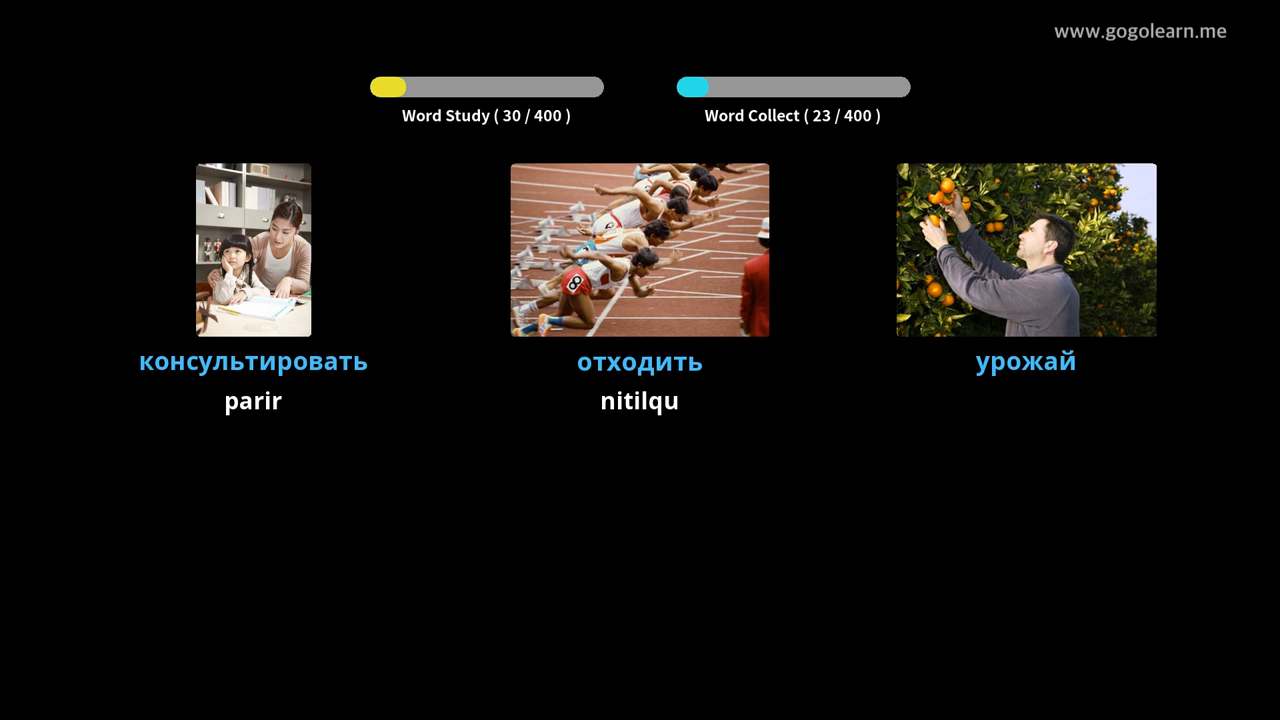 www.gogolearn.me
Word Study ( 30 / 400 )
Word Collect ( 23 / 400 )
консультировать
отходить
урожай
parir
nitilqu